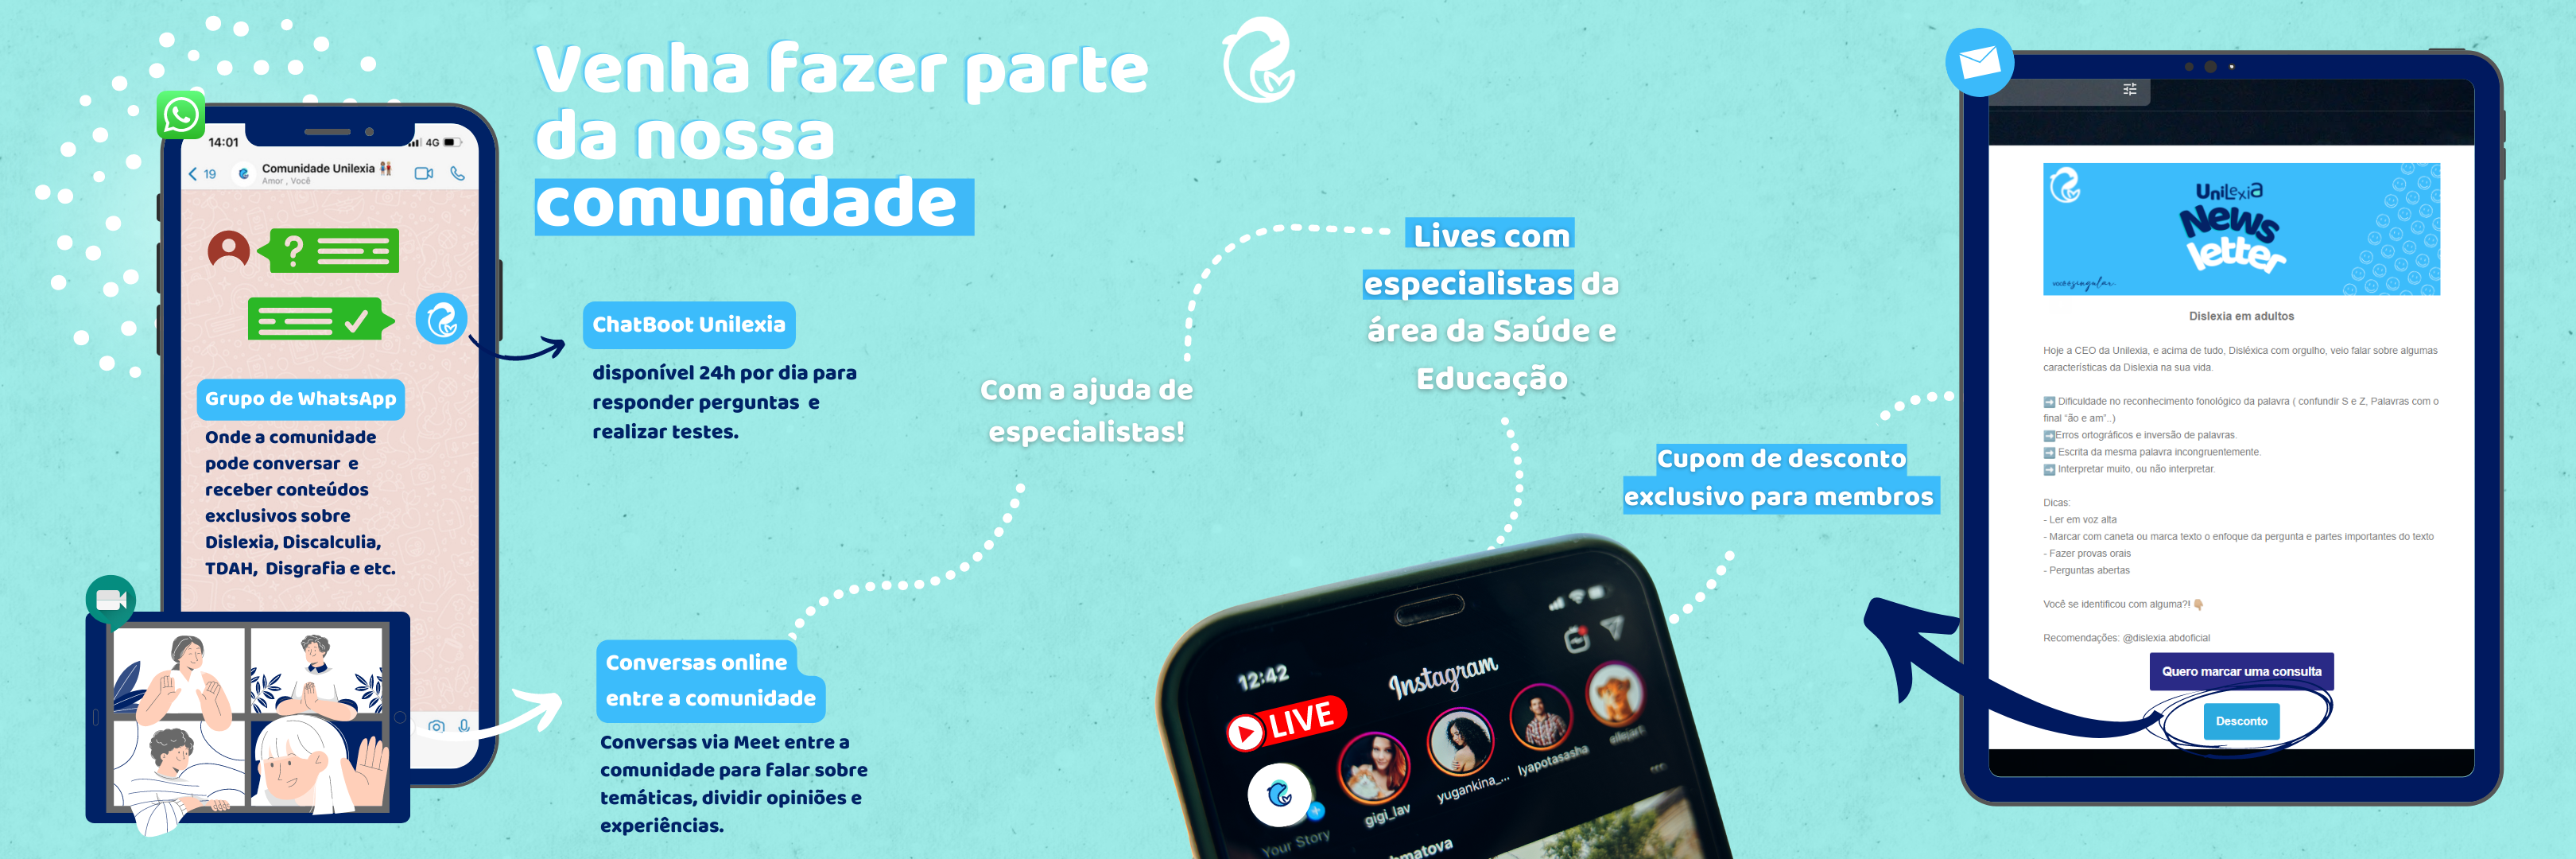 Venha fazer parte
da nossa
comunidade
14:01
4G
19
Comunidade Unilexia
Amor , Você
?
Grupo de WhatsApp
Onde a comunidade
pode conversar e
receber conteúdos
exclusivos sobre
Dislexia, Discalculia,
TDAH, Disgrafia e etc.
ChatBoot Unilexia
disponível 24h por dia para
responder perguntas e
realizar testes.
Conversas online
entre a comunidade
Conversas via Meet entre a
comunidade para falar sobre
temáticas, dividir opiniões e
experiências.
Com a ajuda de
especialistas!
Lives com
especialistas da
área da Saúde e
Educação
12:42
Instagram
LIVE
Your Story
gigi_lav
yugankina_...
lyapotasasha
Cupom de desconto
exclusivo para membros
Unilexia
News
letter
vocêésingular
Dislexia em adultos
Hoje a CEO da Unilexia, e acima de tudo, Disléxica com orgulho, veio falar sobre algumas
características da Dislexia na sua vida.
➡️ Dificuldade no reconhecimento fonológico da palavra ( confundir S e Z, Palavras com o
final “ão e am”..)
➡️Erros ortográficos e inversão de palavras.
➡️ Escrita da mesma palavra incongruentemente.
➡️ Interpretar muito, ou não interpretar.
Dicas:
- Ler em voz alta
- Marcar com caneta ou marca texto o enfoque da pergunta e partes importantes do texto
- Fazer provas orais
- Perguntas abertas
Você se identificou com alguma?! 👇🏼
Recomendações: @dislexia.abdoficial
Quero marcar uma consulta
Desconto